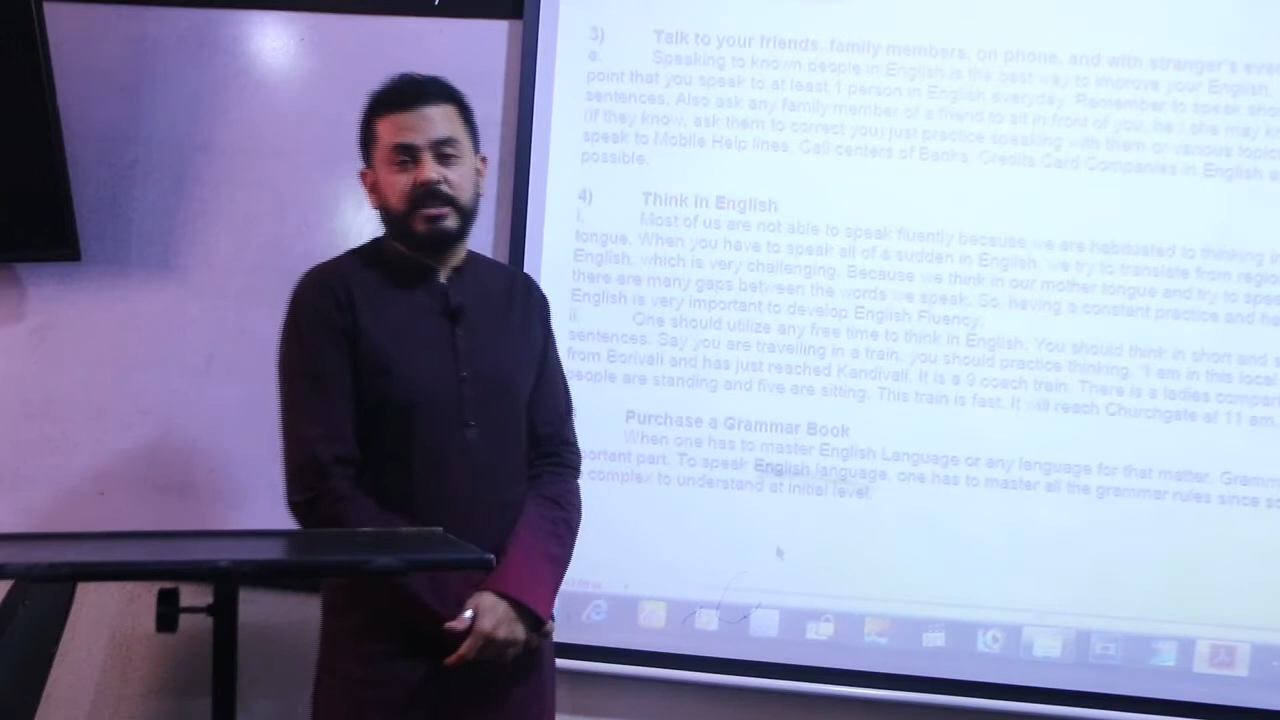 3) Talk to your friends, family members, on phone, and with stranger's
a. Speaking to known people in English is the best way to improve your English.
point that you speak to at least 1 person in English everyday. Remember to speak
sentences. Also ask any family member of a friend to sit in front of you, he / she may
(if they know, ask them to correct you) just practice speaking with them or various
speak to Mobile Help lines, Call centers of Banks, Credits Card Companies in English
possible.
4) Think in English
i. Most of us are not able to speak fluently because we are habituated to thinking
tongue. When you have to speak all of a sudden in English, we try to translate from
English, which is very challenging. Because we think in our mother tongue and try to
there are many gaps between the words we speak. So, having a constant practice and
English is very important to develop English Fluency.
ii. One should utilize any free time to think in English. You should think in short and
sentences. Say you are travelling in a train, you should practice thinking. "I am in this local
from Borivali and has just reached Kandivali. It is a 9 coach train. There is a ladies
people are standing and five are sitting. This train is fast. It will reach Churchgate at 11 am.
Purchase a Grammar Book
When one has to master English Language or any language for that matter,
To speak English language, one has to master all the grammar rules since
complex to understand at initial level.